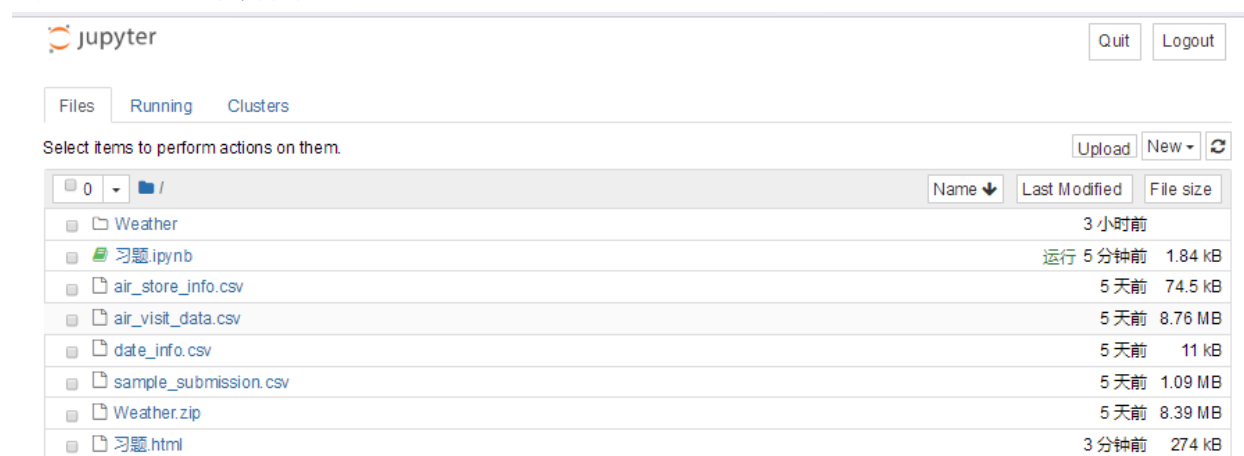 jupyter
Quit Logout
Files Running Clusters
Select items to perform actions on them.
Upload New
0 / Name Last Modified File size
Weather 3 小时前
习题.ipynb 运行 5 分钟前 1.84 kB
air_store_info.csv 5 天前 74.5 kB
air_visit_data.csv 5 天前 8.76 MB
date_info.csv 5 天前 11 kB
sample_submission.csv 5 天前 1.09 MB
Weather.zip 5 天前 8.39 MB
习题.html 3 分钟前 274 kB